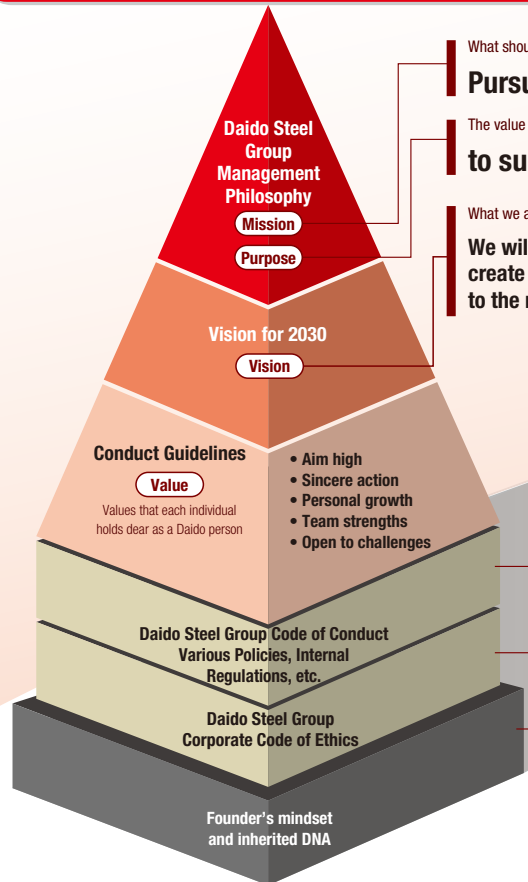 Daido Steel
Group
Management
Philosophy
Mission
Purpose
What
Pursu
The value
to su
What we a
We will
create
to the
Vision for 2030
Vision
Conduct Guidelines
Value
Values that each individual
holds dear as a Daido person
• Aim high
• Sincere action
• Personal growth
• Team strengths
• Open to challenges
Daido Steel Group Code of Conduct
Various Policies, Internal
Regulations, etc.
Daido Steel Group
Corporate Code of Ethics
Founder's mindset
and inherited DNA